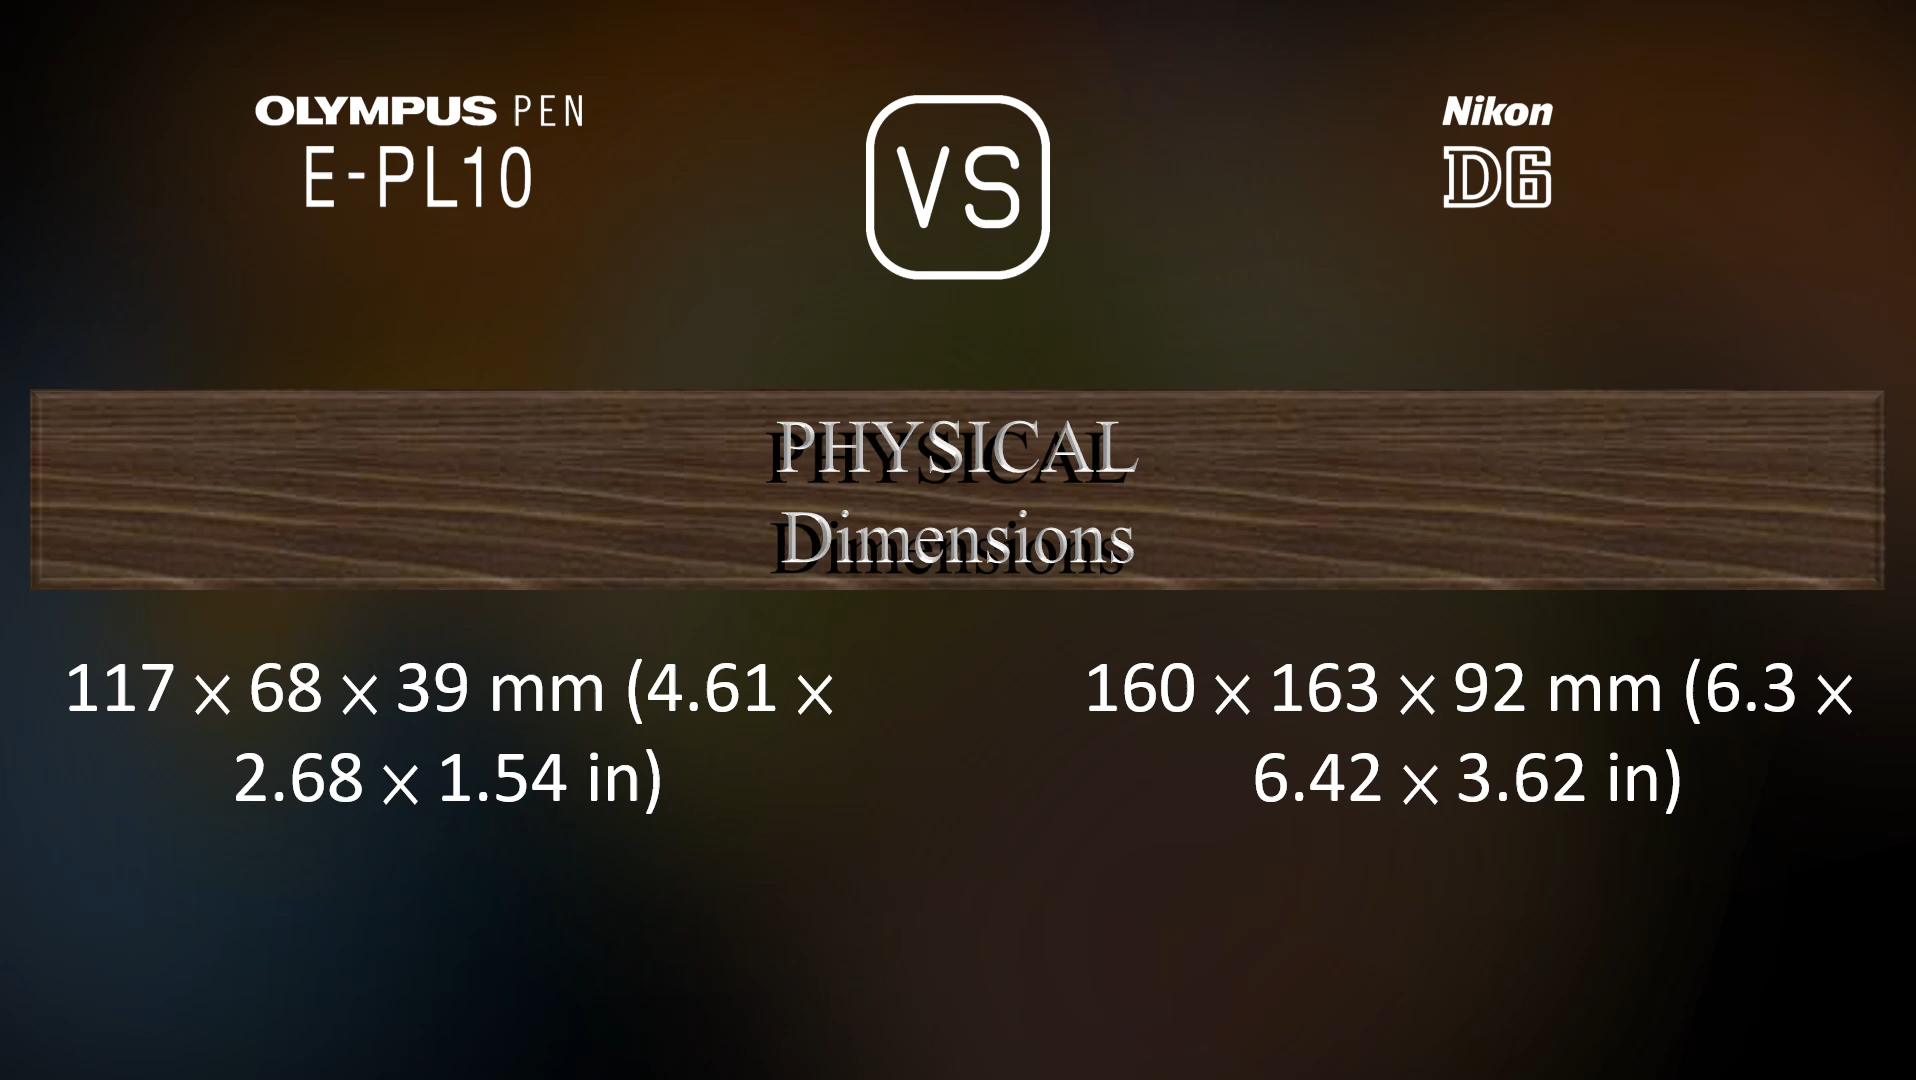 OLYMPUS PEN
E-PL10
VS
Nikon
D6
PHYSICAL
Dimensions
117 x 68 x 39 mm (4.61 x
2.68 x 1.54 in)
160 x 163 x 92 mm (6.3 x
6.42 x 3.62 in)